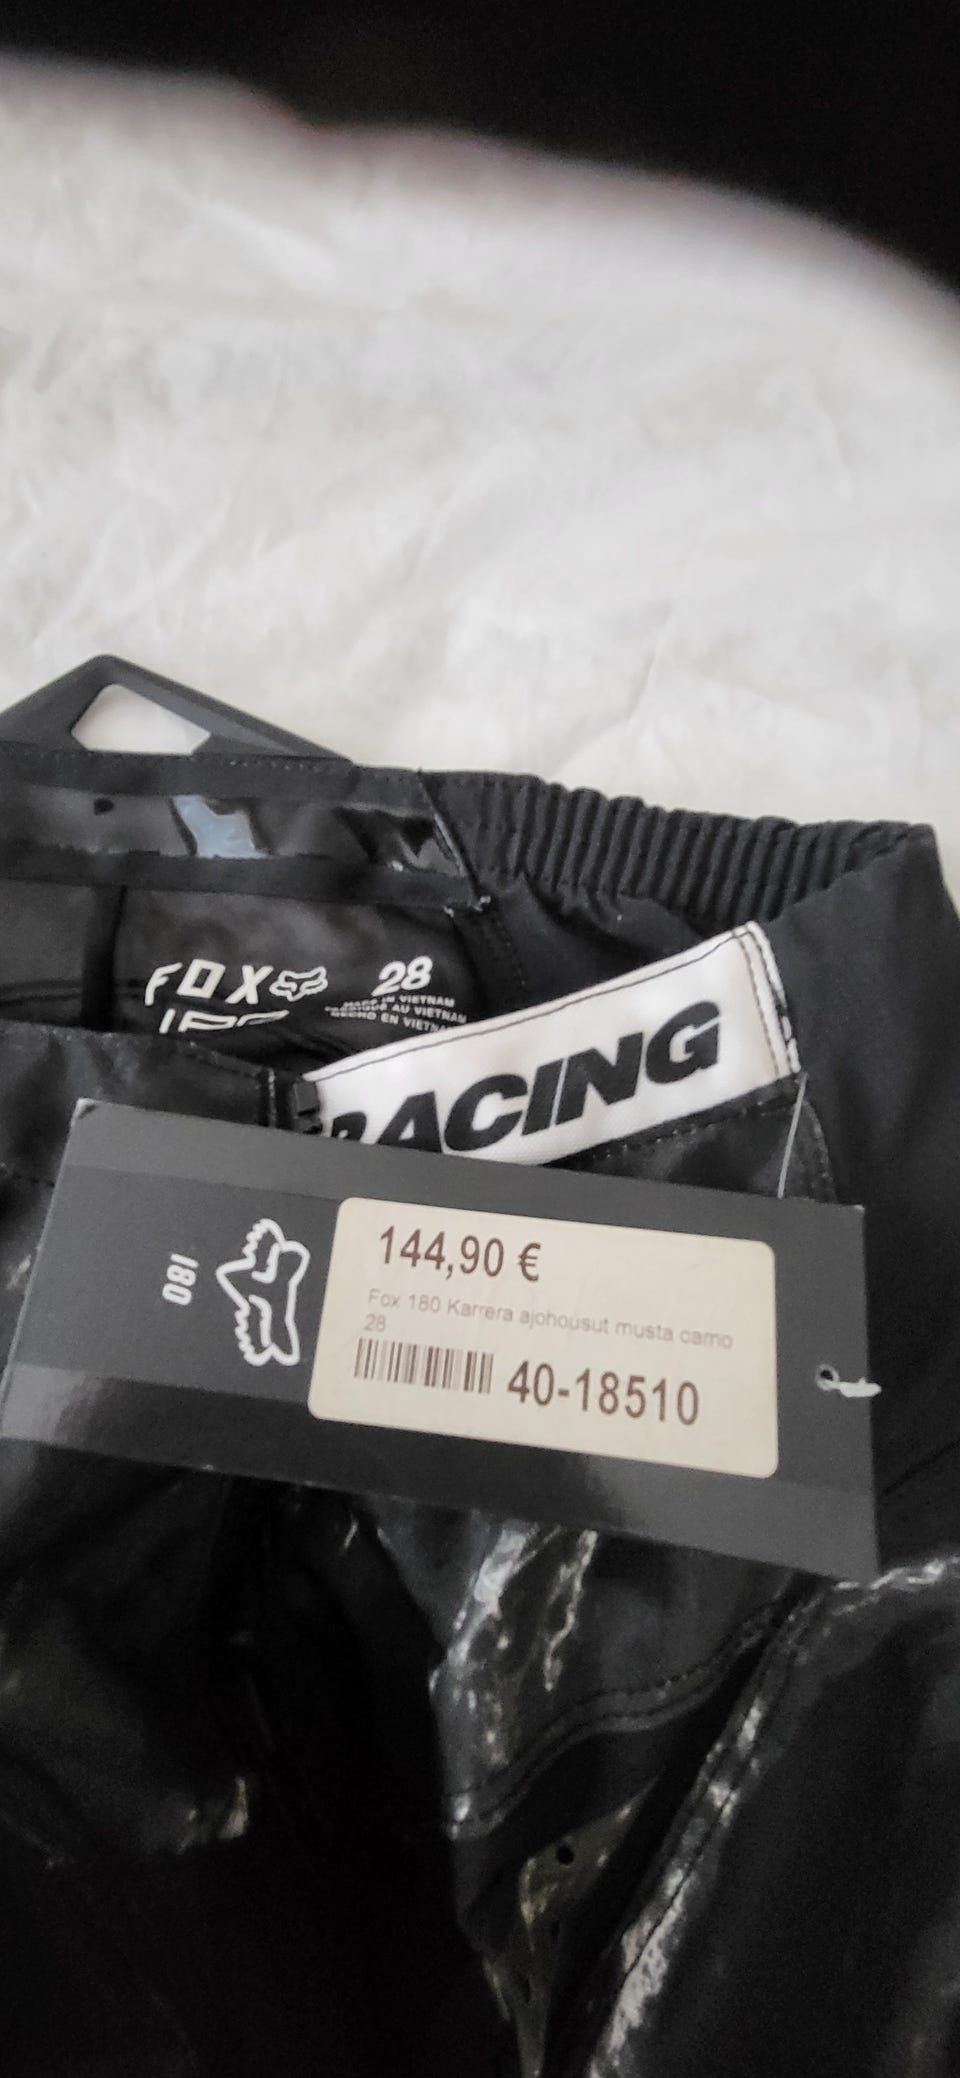 FOX 28
MADE IN VIETNAM
FABRIQUÉ AU VIETNAM
HECHO EN VIETNAM
RACING
180
144,90 €
Fox 180 Karrera ajohousut musta camo
28
40-18510